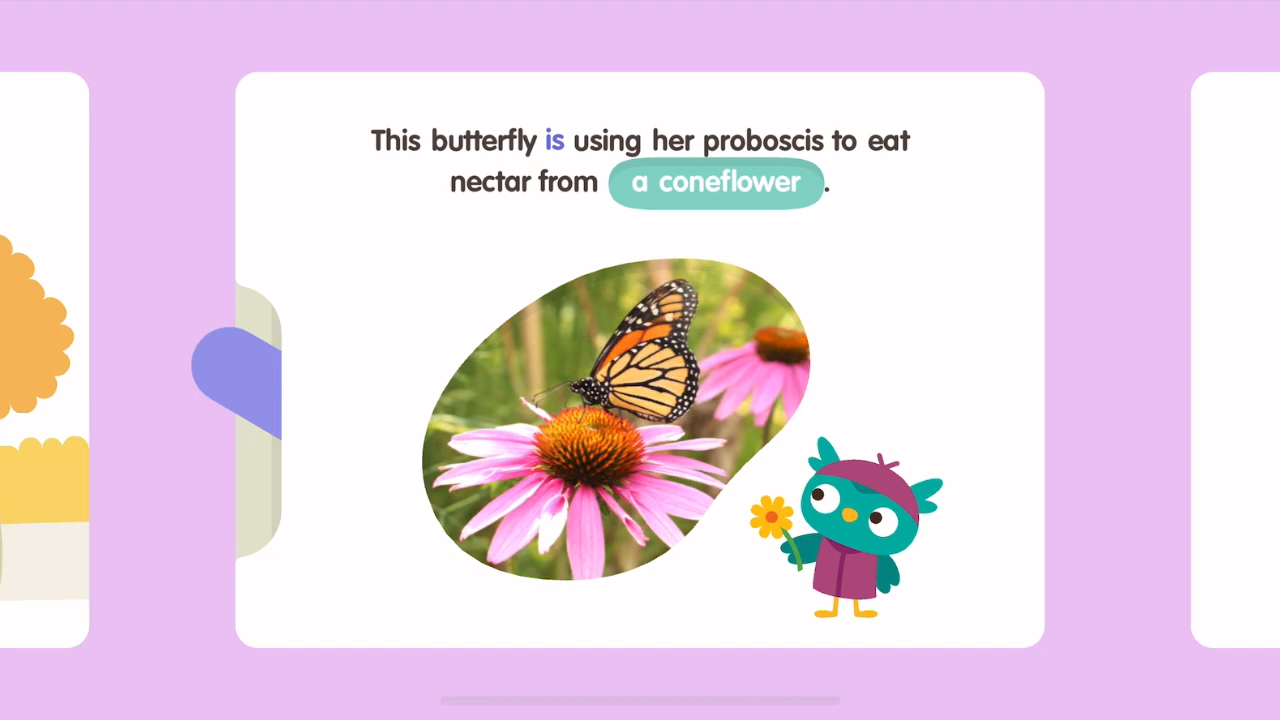 This butterfly is using her proboscis to eat
nectar from a coneflower.